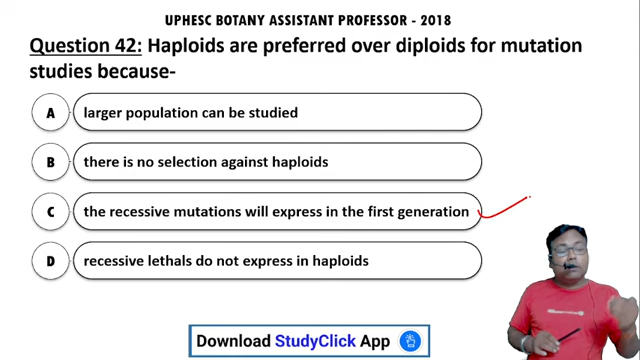 UPHESC BOTANY ASSISTANT PROFESSOR - 2018
Question 42: Haploids are preferred over diploids for mutation
studies because-
A larger population can be studied
B there is no selection against haploids
C the recessive mutations will express in the first generation
D recessive lethals do not express in haploids
Download StudyClick App